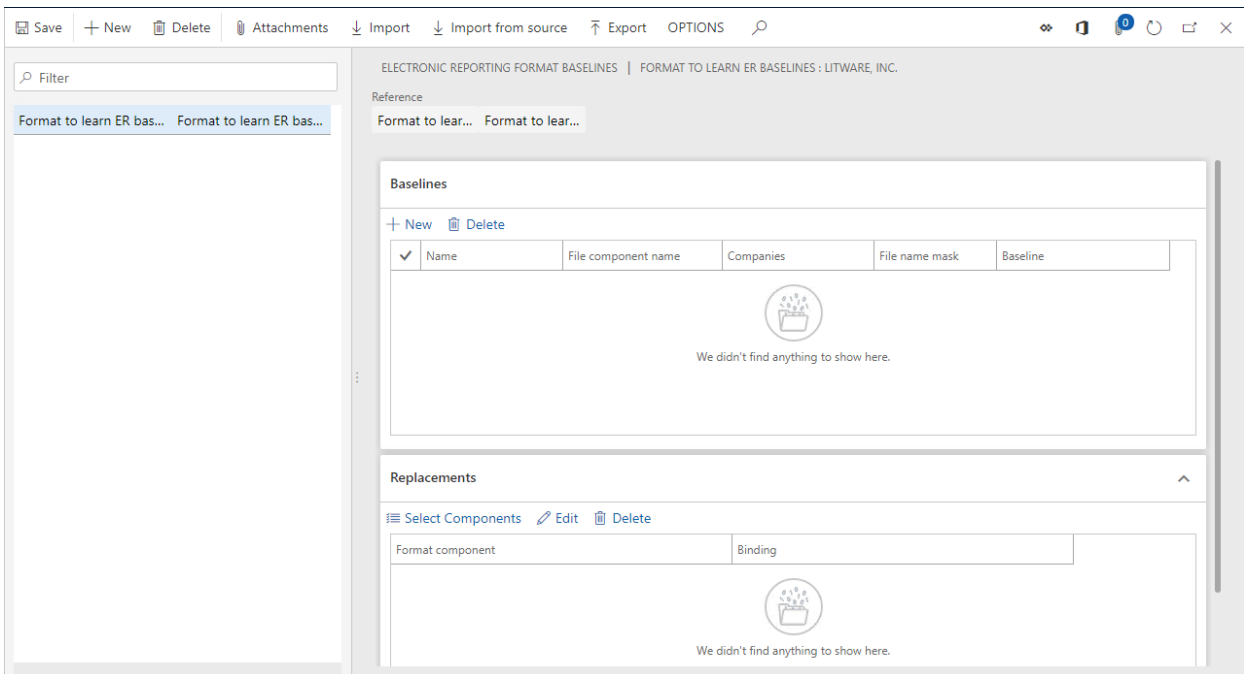 Save New Delete Attachments Import Import from source Export OPTIONS 0
Filter
Format to learn ER bas... Format to learn ER bas...
ELECTRONIC REPORTING FORMAT BASELINES | FORMAT TO LEARN ER BASELINES : LITWARE, INC.
Reference
Format to lear... Format to lear...
Baselines
New Delete
Name File component name Companies File name mask Baseline
We didn't find anything to show here.
Replacements
Select Components Edit Delete
Format component Binding
We didn't find anything to show here.